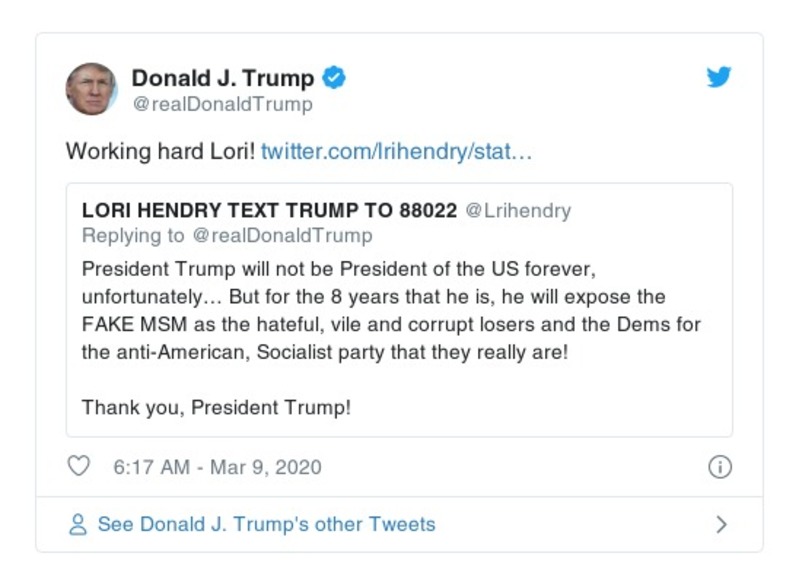 Donald J. Trump
@realDonaldTrump
Working hard Lori! twitter.com/lrihendry/stat…
LORI HENDRY TEXT TRUMP TO 88022 @Lrihendry
Replying to @realDonaldTrump
President Trump will not be President of the US forever,
unfortunately… But for the 8 years that he is, he will expose the
FAKE MSM as the hateful, vile and corrupt losers and the Dems for
the anti-American, Socialist party that they really are!
Thank you, President Trump!
6:17 AM - Mar 9, 2020
See Donald J. Trump's other Tweets